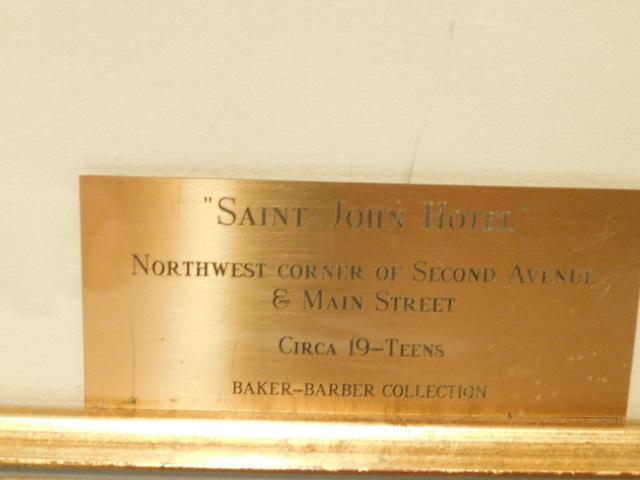 "Saint John Hotel"
Northwest corner of Second Avenue
& Main Street
Circa 19-Teens
Baker-Barber Collection